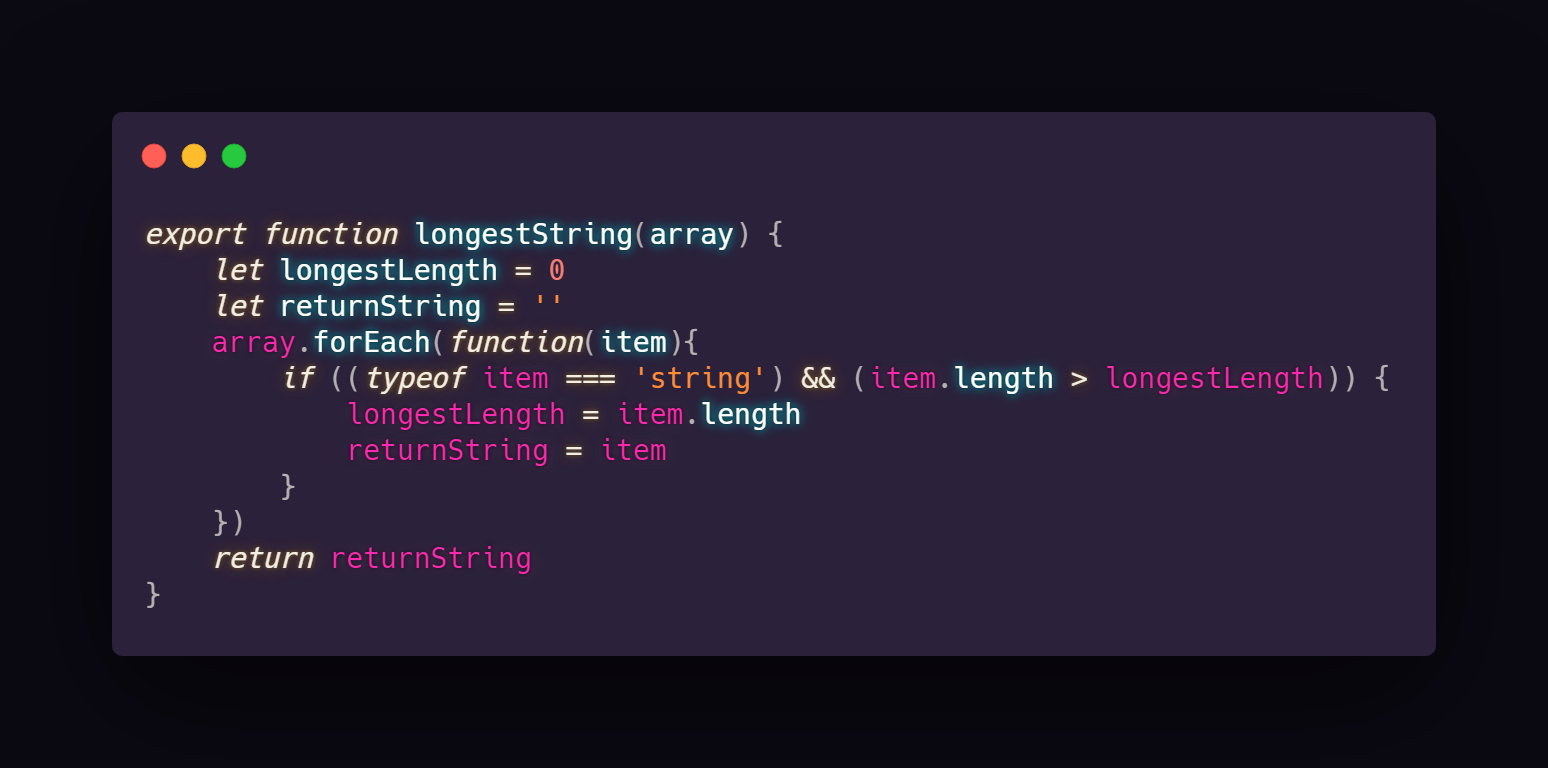 export function longestString(array) {
    let longestLength = 0
    let returnString = ''
    array.forEach(function(item){
        if ((typeof item === 'string') && (item.length > longestLength)) {
            longestLength = item.length
            returnString = item
        }
    })
    return returnString
}